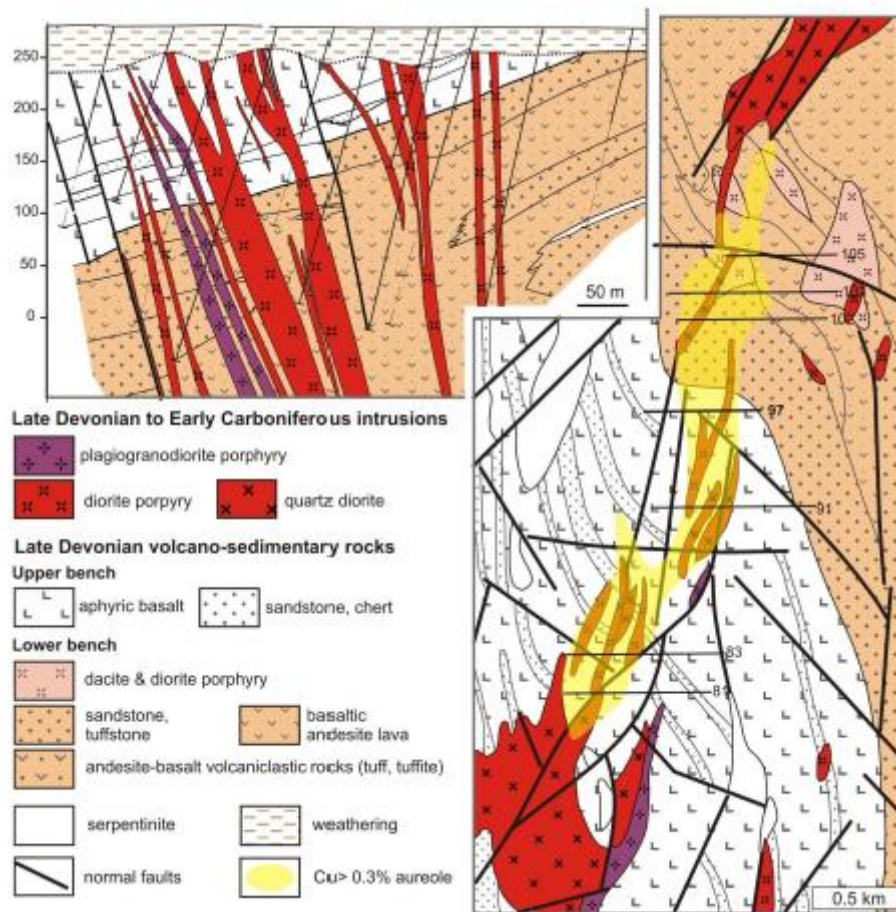 250
200
150
100
50
0
50 m
105
97
91
83
81
0.5 km
Late Devonian to Early Carboniferous intrusions
plagiogranodiorite porphyry
diorite porpyry
quartz diorite
Late Devonian volcano-sedimentary rocks
Upper bench
aphyric basalt
sandstone, chert
Lower bench
dacite & diorite porphyry
sandstone,
tuffstone
basaltic
andesite lava
andesite-basalt volcaniclastic rocks (tuff, tuffite)
serpentinite
weathering
normal faults
Cu> 0.3% aureole